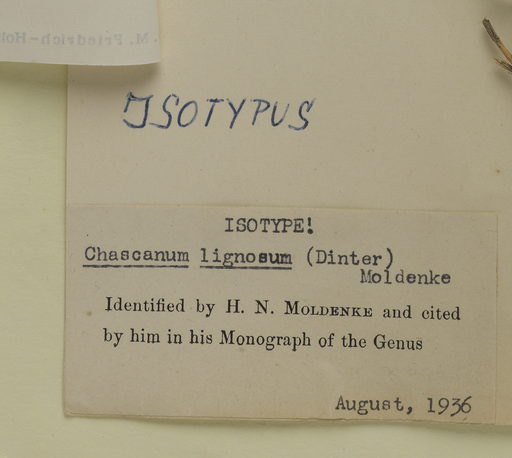 ISOTYPUS
ISOTYPE!
Chascanum lignosum (Dinter)
Moldenke
Identified by H. N. MOLDENKE and cited
by him in his Monograph of the Genus
August, 1936